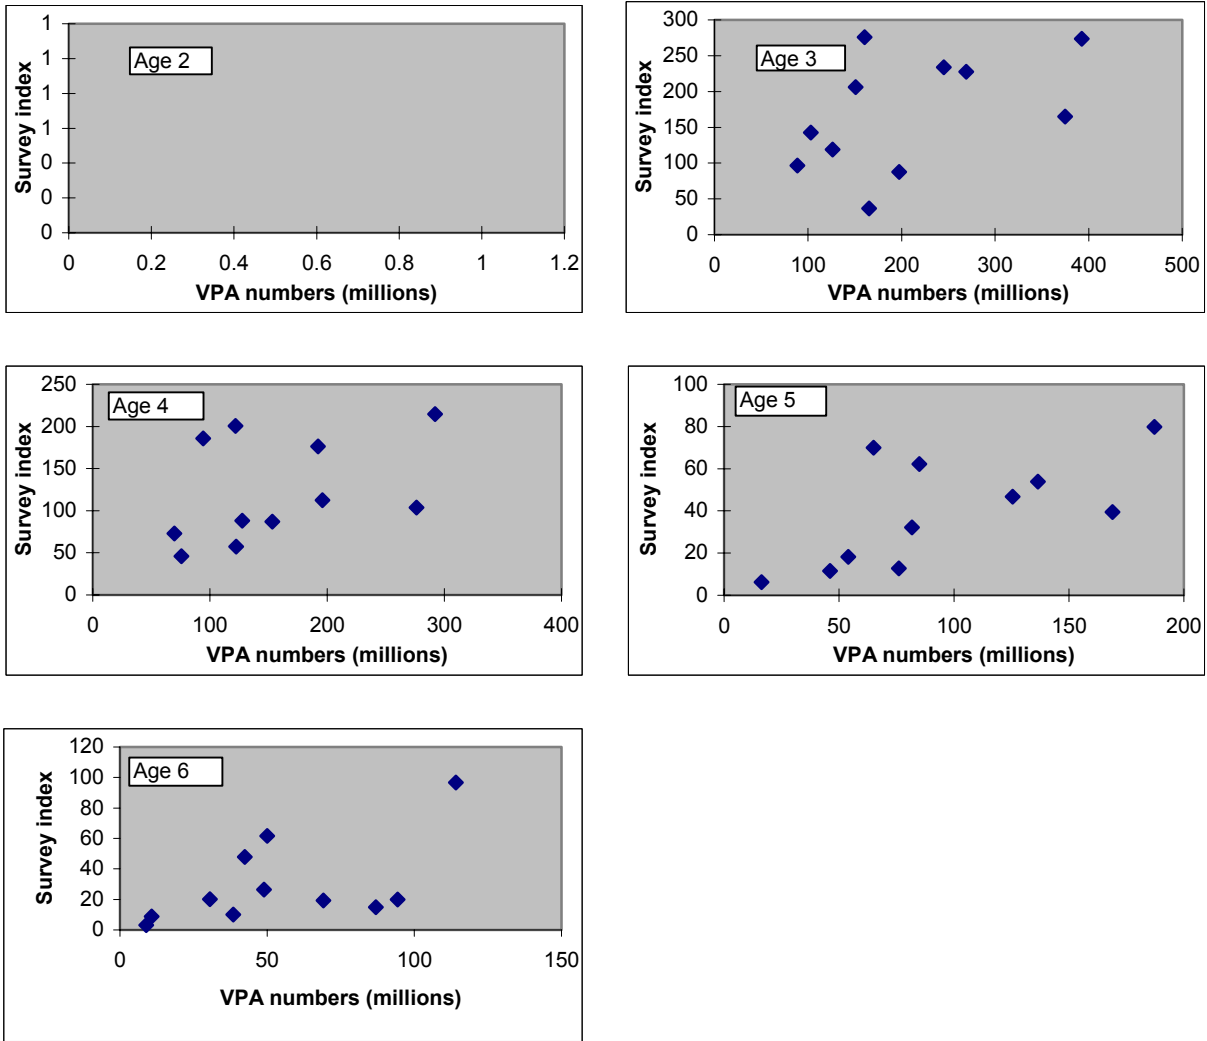 1
1
Age 2
1
1
0
0
0
Survey index
0 0.2 0.4 0.6 0.8 1 1.2
VPA numbers (millions)
300
250
Age 3
200
150
100
50
0
Survey index
0 100 200 300 400 500
VPA numbers (millions)
250
Age 4
200
150
100
50
0
Survey index
0 100 200 300 400
VPA numbers (millions)
100
Age 5
80
60
40
20
0
Survey index
0 50 100 150 200
VPA numbers (millions)
120
Age 6
100
80
60
40
20
0
Survey index
0 50 100 150
VPA numbers (millions)